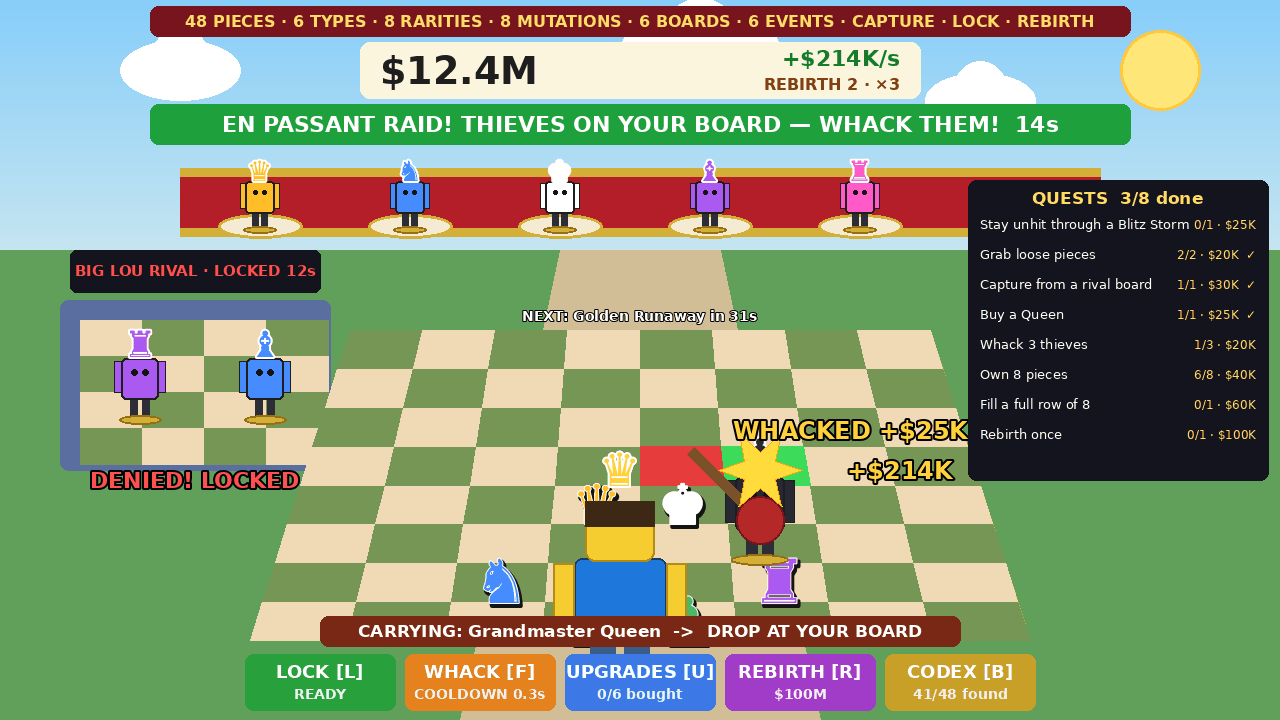 48 PIECES · 6 TYPES · 8 RARITIES · 8 MUTATIONS · 6 BOARDS · 6 EVENTS · CAPTURE · LOCK · REBIRTH
$12.4M
+$214K/s
REBIRTH 2 · ×3
EN PASSANT RAID! THIEVES ON YOUR BOARD — WHACK THEM! 14s
QUESTS 3/8 done
Stay unhit through a Blitz Storm 0/1 · $25K
Grab loose pieces 2/2 · $20K ✓
Capture from a rival board 1/1 · $30K ✓
Buy a Queen 1/1 · $25K ✓
Whack 3 thieves 1/3 · $20K
Own 8 pieces 6/8 · $40K
Fill a full row of 8 0/1 · $60K
Rebirth once 0/1 · $100K
BIG LOU RIVAL · LOCKED 12s
NEXT: Golden Runaway in 31s
WHACKED +$25K
+$214K
DENIED! LOCKED
CARRYING: Grandmaster Queen -> DROP AT YOUR BOARD
LOCK [L]
READY
WHACK [F]
COOLDOWN 0.3s
UPGRADES [U]
0/6 bought
REBIRTH [R]
$100M
CODEX [B]
41/48 found